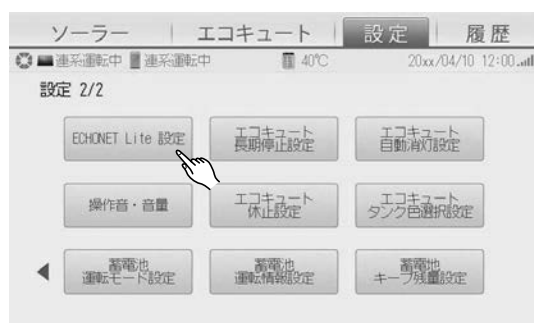 ソーラー エコキュート 設定 履歴
連系運転中 連系運転中 40℃ 20xx/04/10 12:00
設定 2/2
ECHONET Lite 設定 エコキュート 長期停止設定 エコキュート 自動消灯設定
操作音・音量 エコキュート 休止設定 エコキュート タンク色選択設定
蓄電池 運転モード設定 蓄電池 運転情報設定 蓄電池 キープ残量設定